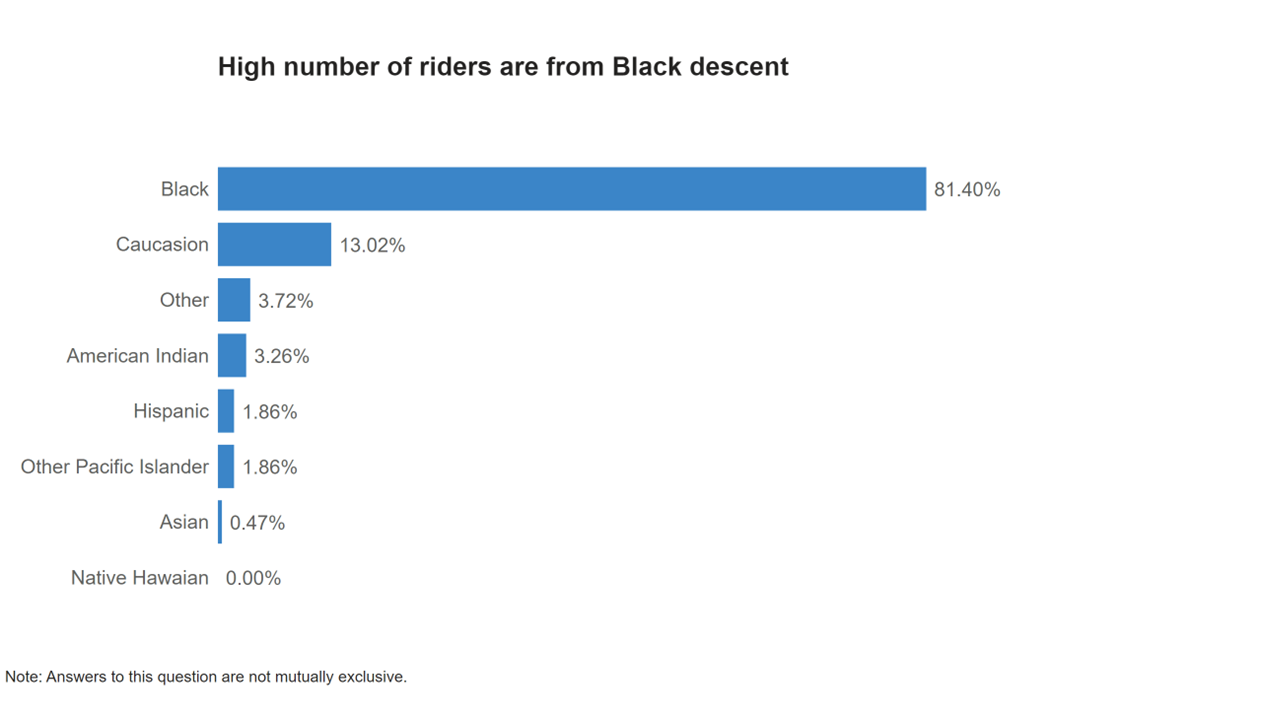 High number of riders are from Black descent
Black 81.40%
Caucasion 13.02%
Other 3.72%
American Indian 3.26%
Hispanic 1.86%
Other Pacific Islander 1.86%
Asian 0.47%
Native Hawaian 0.00%
Note: Answers to this question are not mutually exclusive.